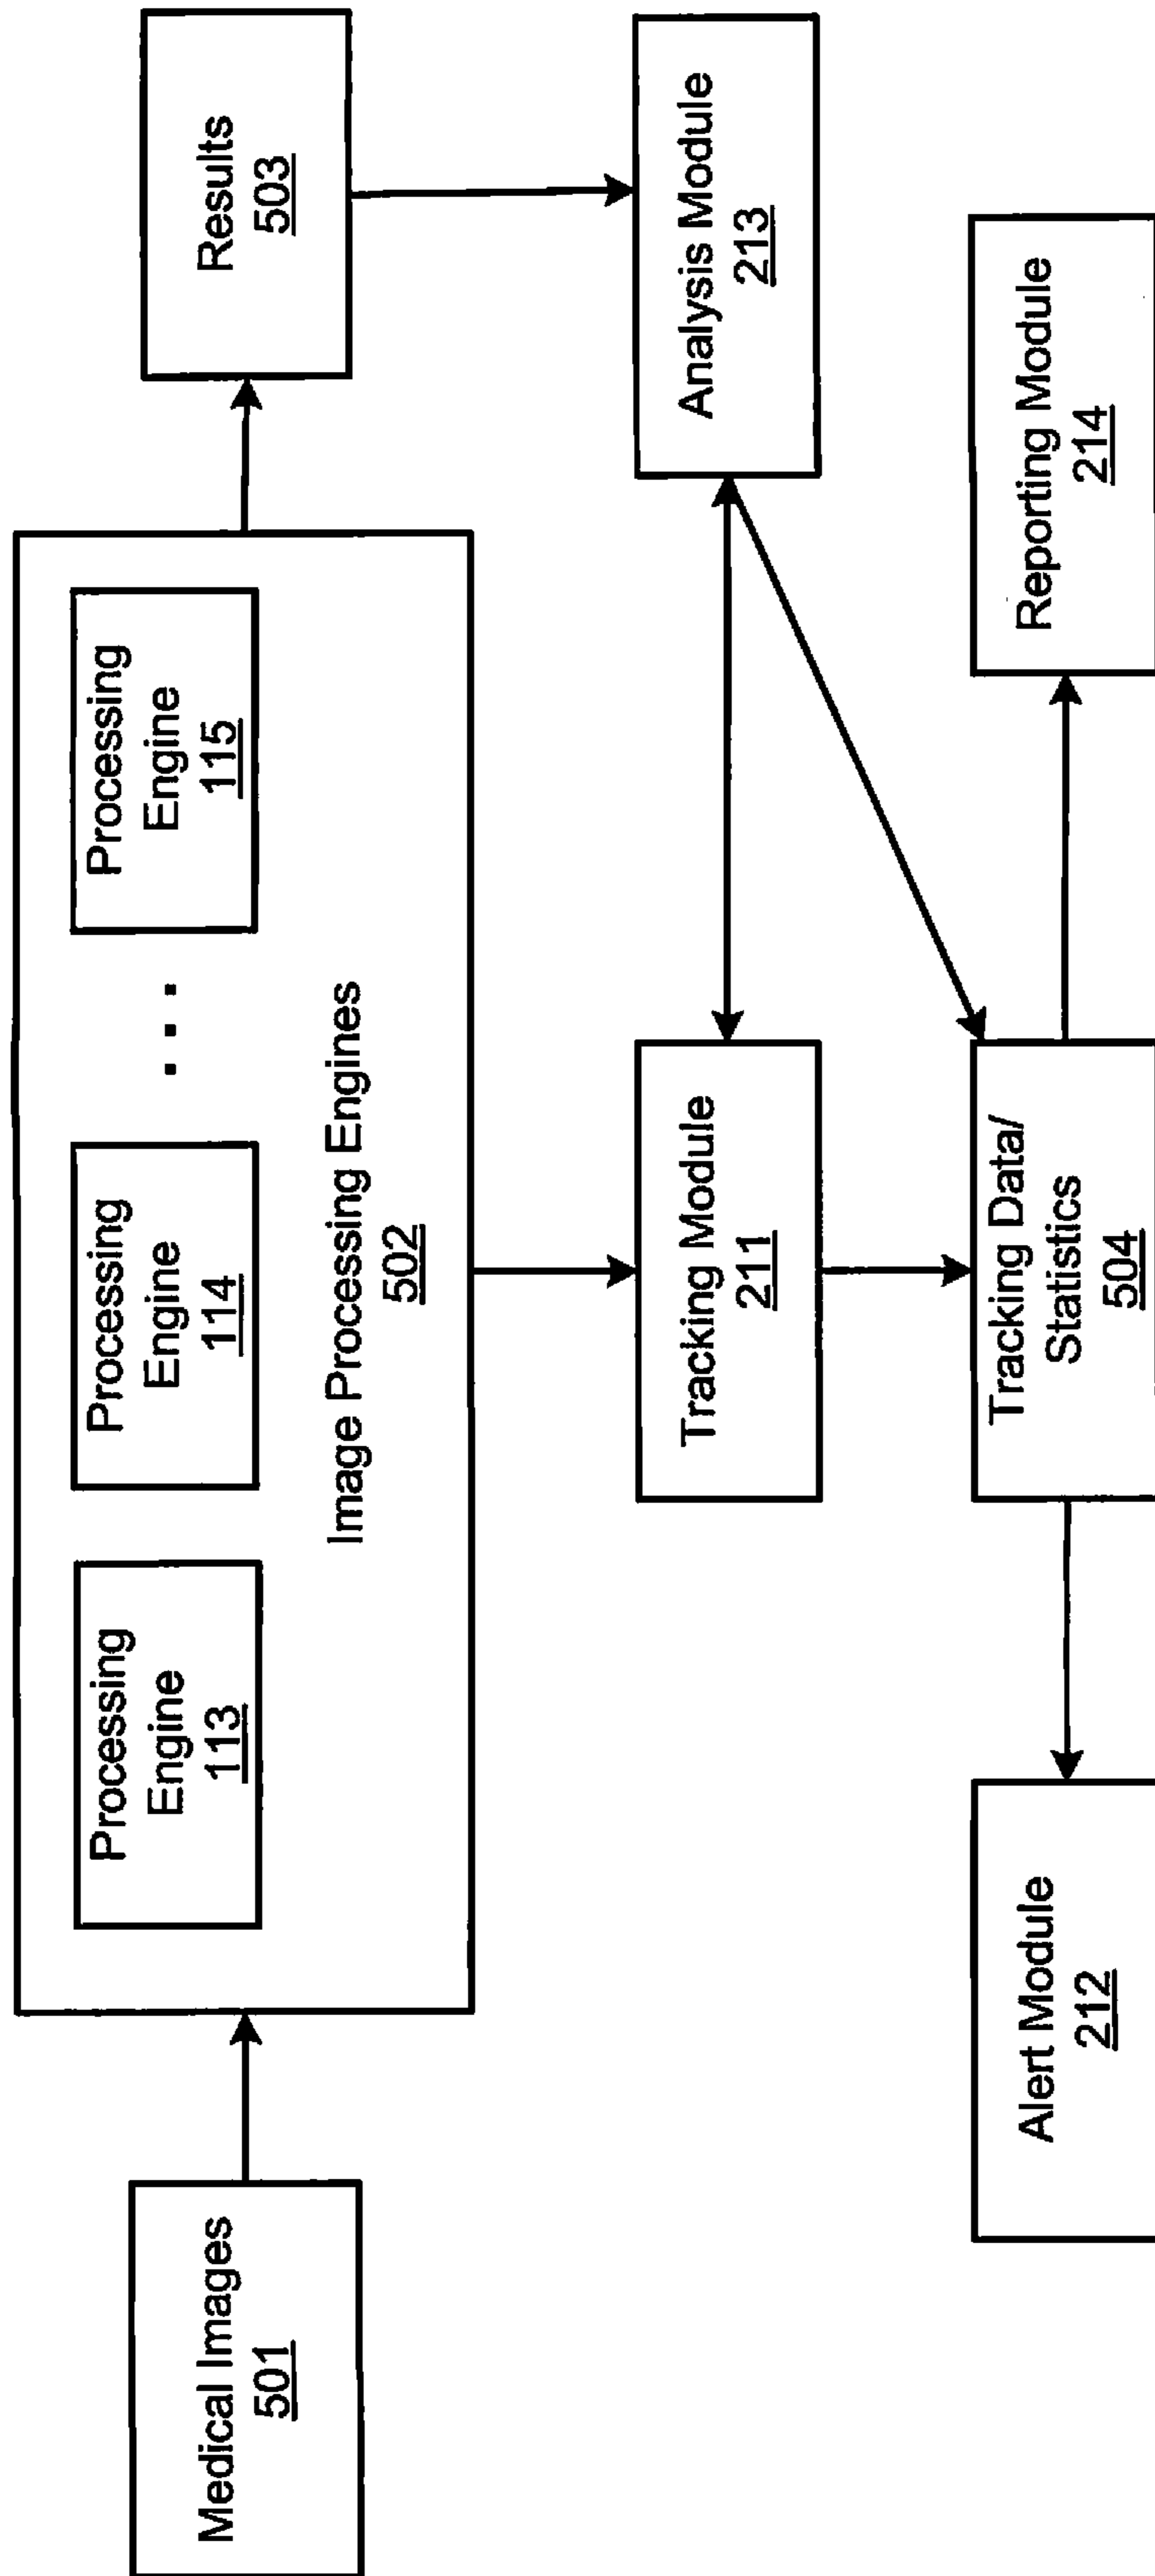 Medical Images
501
Processing
Engine
113
Processing
Engine
114
. . .
Processing
Engine
115
Image Processing Engines
502
Results
503
Tracking Module
211
Analysis Module
213
Alert Module
212
Tracking Data/
Statistics
504
Reporting Module
214